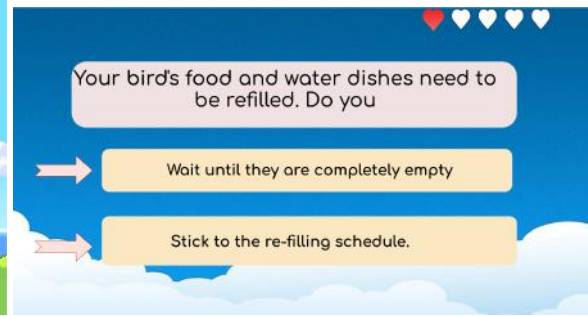 Your bird's food and water dishes need to
be refilled. Do you
Wait until they are completely empty
Stick to the re-filling schedule.